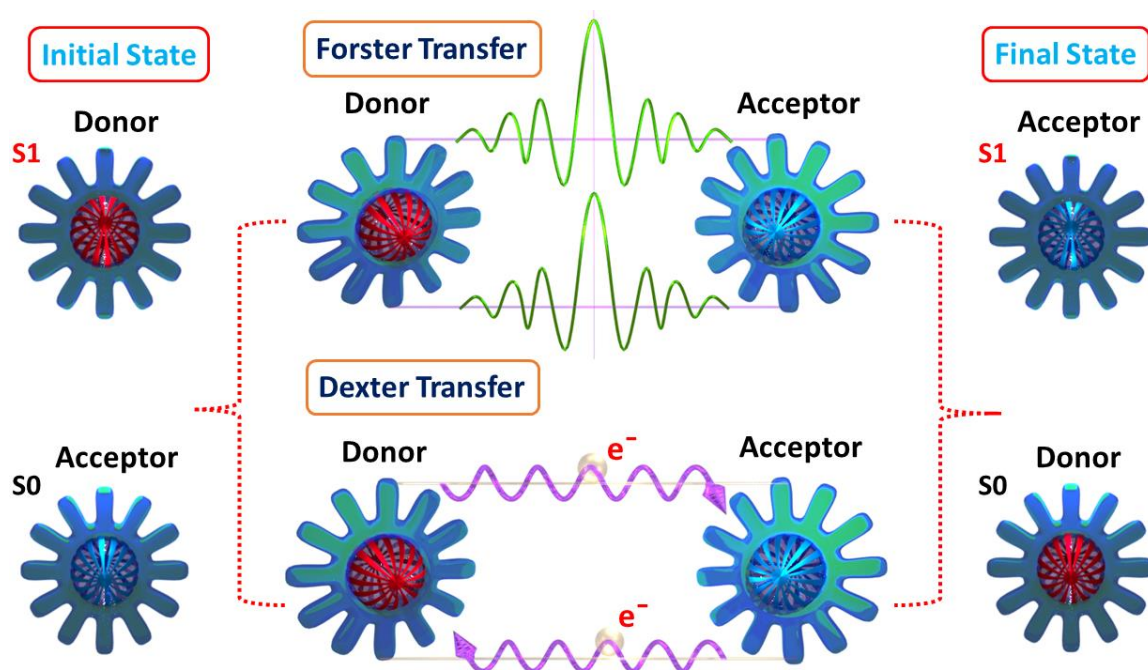 Initial State
Forster Transfer
Final State
Donor
Donor
Acceptor
Acceptor
S1
S1
Dexter Transfer
Acceptor
Donor
e⁻
Acceptor
Donor
S0
S0
e⁻